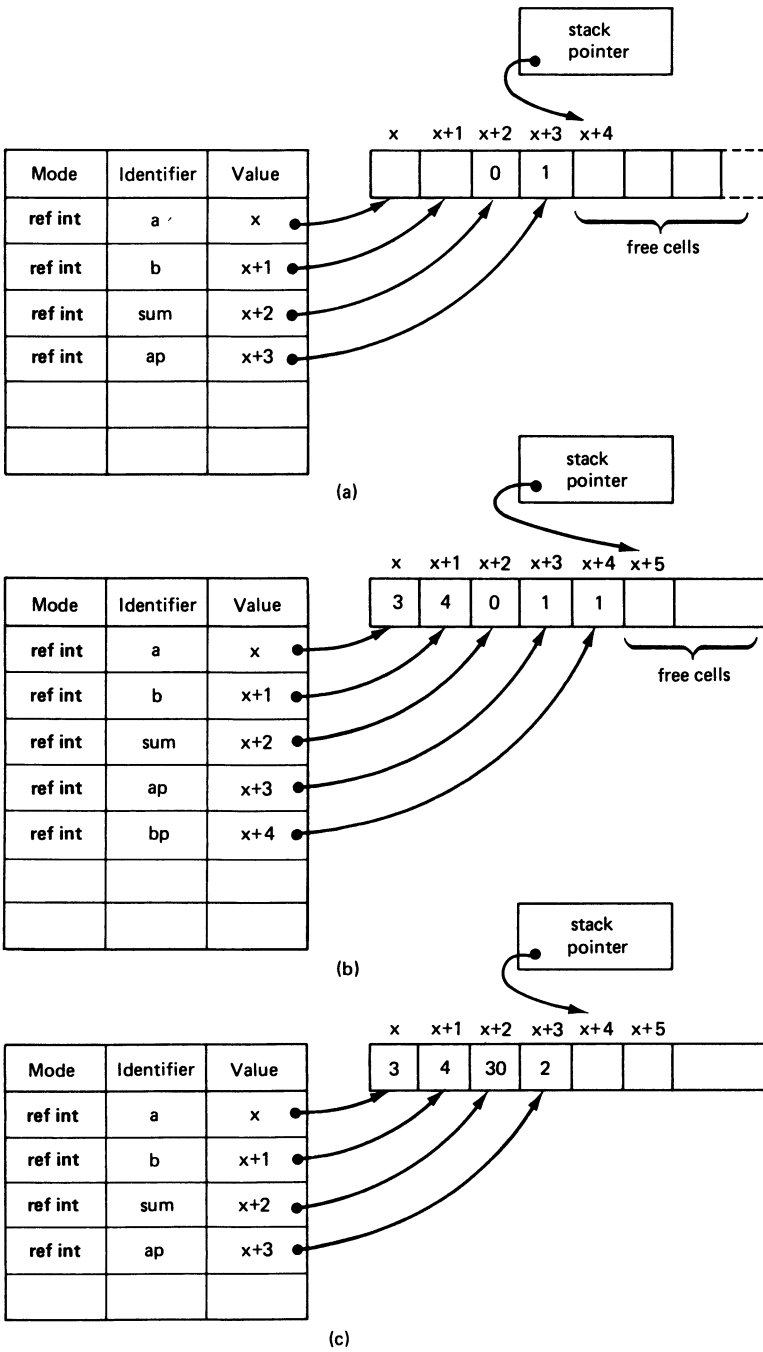 stack
pointer
x x+1 x+2 x+3 x+4
0 1
free cells
Mode Identifier Value
ref int a x
ref int b x+1
ref int sum x+2
ref int ap x+3
(a)
stack
pointer
x x+1 x+2 x+3 x+4 x+5
3 4 0 1 1
free cells
Mode Identifier Value
ref int a x
ref int b x+1
ref int sum x+2
ref int ap x+3
ref int bp x+4
(b)
stack
pointer
x x+1 x+2 x+3 x+4 x+5
3 4 30 2
Mode Identifier Value
ref int a x
ref int b x+1
ref int sum x+2
ref int ap x+3
(c)